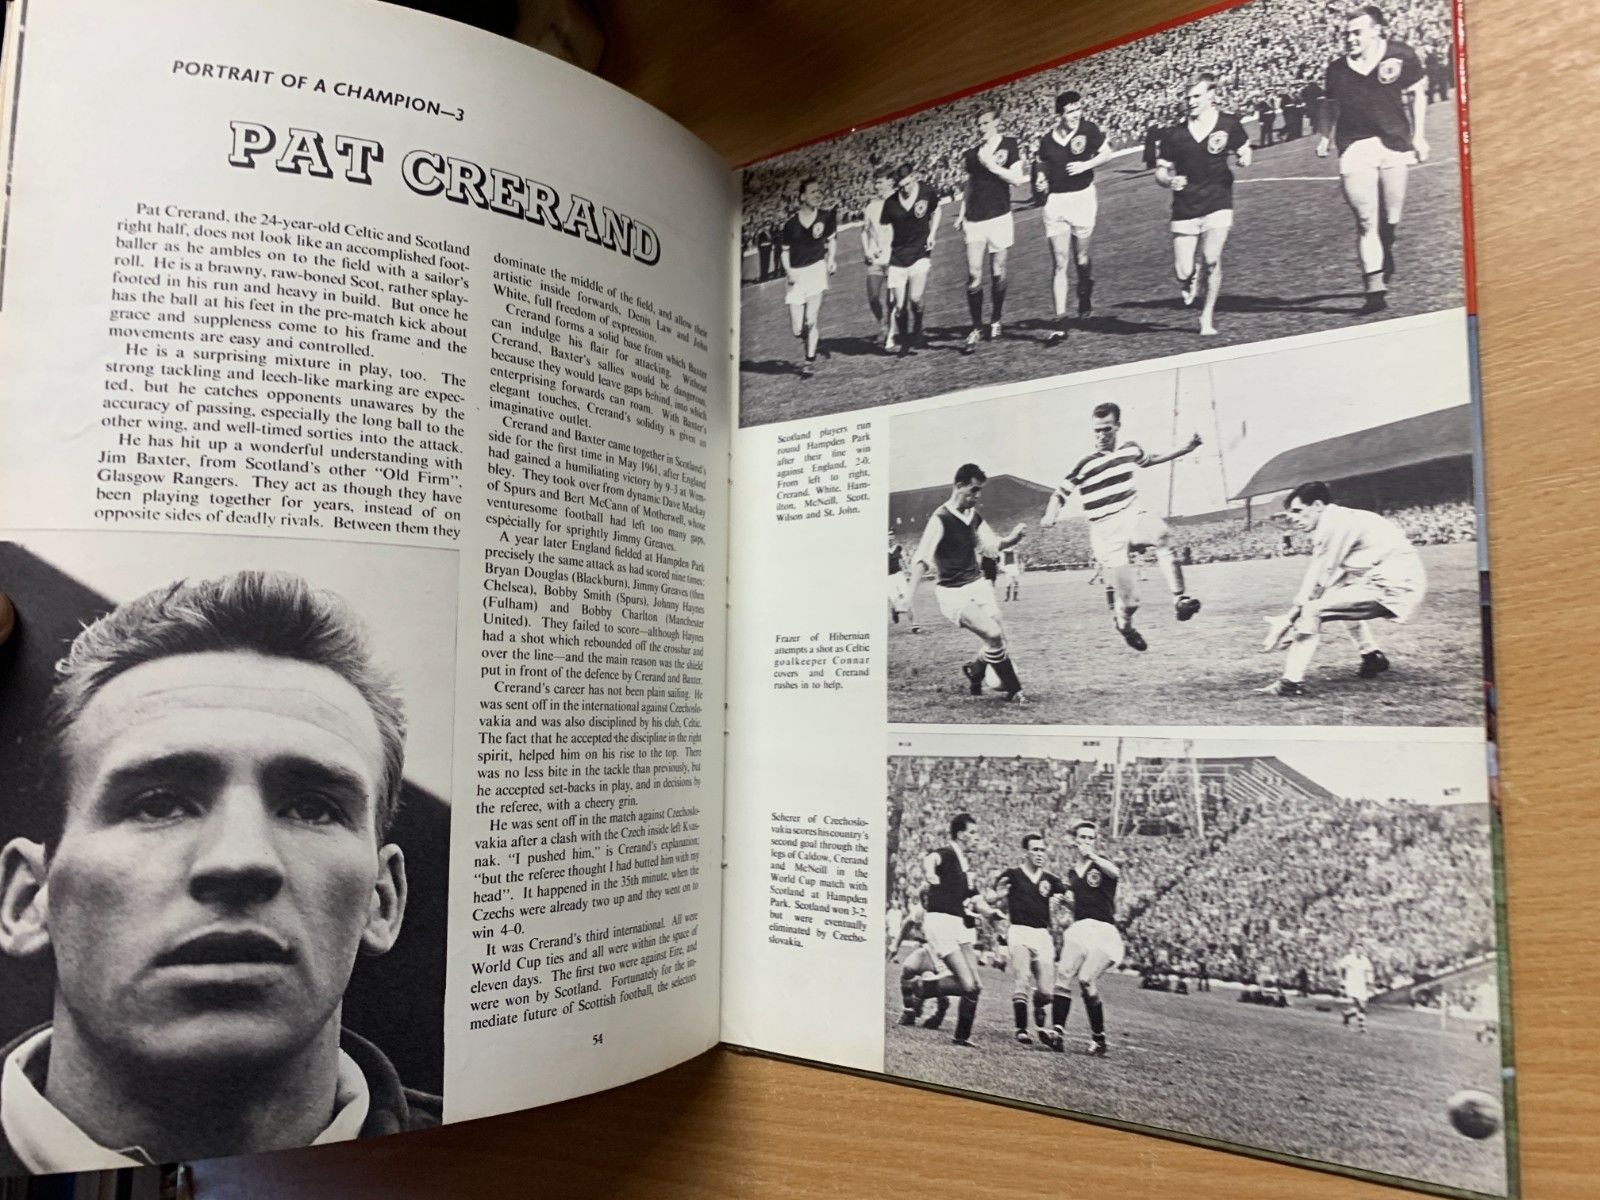 PORTRAIT OF A CHAMPION—3
PAT CRERAND
Pat Crerand, the 24-year-old Celtic and Scotland
right half, does not look like an accomplished foot-
baller as he ambles on to the field with a sailor's
roll. He is a brawny, raw-boned Scot, rather splay-
footed in his run and heavy in build. But once he
has the ball at his feet in the pre-match kick about
grace and suppleness come to his frame and the
movements are easy and controlled.
He is a surprising mixture in play, too. The
strong tackling and leech-like marking are expec-
ted, but he catches opponents unawares by the
accuracy of passing, especially the long ball to the
other wing, and well-timed sorties into the attack.
He has hit up a wonderful understanding with
Jim Baxter, from Scotland's other "Old Firm",
Glasgow Rangers. They act as though they have
been playing together for years, instead of on
opposite sides of deadly rivals. Between them they
dominate the middle of the field, and allow their
artistic inside forwards, Denis Law and John
White, full freedom of expression.
Crerand forms a solid base from which Baxter
can indulge his flair for attacking. Without
Crerand, Baxter's sallies would be dangerous,
because they would leave gaps behind, into which
enterprising forwards can roam. With Baxter's
elegant touches, Crerand's solidity is given an
imaginative outlet.
Crerand and Baxter came together in Scotland's
side for the first time in May 1961, after England
had gained a humiliating victory by 9-3 at Wem-
bley. They took over from dynamic Dave Mackay
of Spurs and Bert McCann of Motherwell, whose
venturesome football had left too many gaps,
especially for sprightly Jimmy Greaves.
A year later England fielded at Hampden Park
precisely the same attack as had scored nine times:
Bryan Douglas (Blackburn), Jimmy Greaves (then
Chelsea), Bobby Smith (Spurs), Johnny Haynes
(Fulham) and Bobby Charlton (Manchester
United). They failed to score—although Haynes
had a shot which rebounded off the crossbar and
over the line—and the main reason was the shield
put in front of the defence by Crerand and Baxter.
Crerand's career has not been plain sailing. He
was sent off in the international against Czechoslo-
vakia and was also disciplined by his club, Celtic.
The fact that he accepted the discipline in the right
spirit, helped him on his rise to the top. There
was no less bite in the tackle than previously, but
he accepted set-backs in play, and in decisions by
the referee, with a cheery grin.
He was sent off in the match against Czechoslo-
vakia after a clash with the Czech inside left Kvas-
nak. "I pushed him," is Crerand's explanation;
"but the referee thought I had butted him with my
head". It happened in the 35th minute, when the
Czechs were already two up and they went on to
win 4-0.
It was Crerand's third international. All were
World Cup ties and all were within the space of
eleven days. The first two were against Eire, and
were won by Scotland. Fortunately for the im-
mediate future of Scottish football, the selectors
54
Scotland players run
round Hampden Park
after their fine win
against England, 2-0.
From left to right,
Crerand, White, Ham-
ilton, McNeill, Scott,
Wilson and St. John.
Frazer of Hibernian
attempts a shot as Celtic
goalkeeper Connar
covers and Crerand
rushes in to help.
Scherer of Czechoslo-
vakia scores his country's
second goal through the
legs of Caldow, Crerand
and McNeill in the
World Cup match with
Scotland at Hampden
Park. Scotland won 3-2,
but were eventually
eliminated by Czecho-
slovakia.